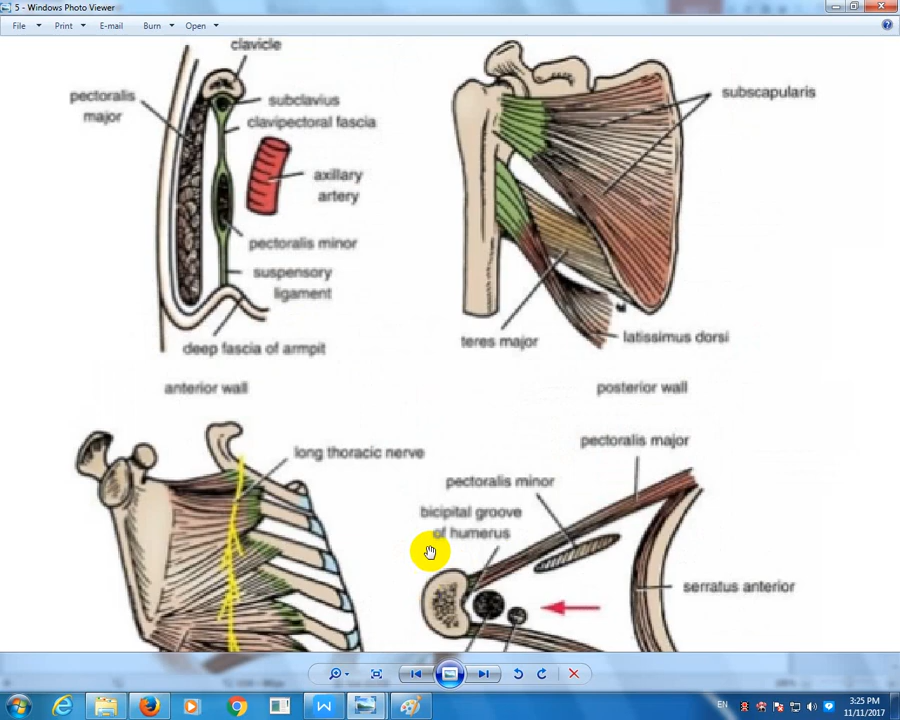 5 - Windows Photo Viewer
File Print E-mail Burn Open
clavicle
pectoralis
major
subclavius
clavipectoral fascia
axillary
artery
pectoralis minor
suspensory
ligament
deep fascia of armpit
anterior wall
subscapularis
teres major
latissimus dorsi
posterior wall
long thoracic nerve
pectoralis major
pectoralis minor
bicipital groove
of humerus
serratus anterior
EN
3:25 PM
11/11/2017